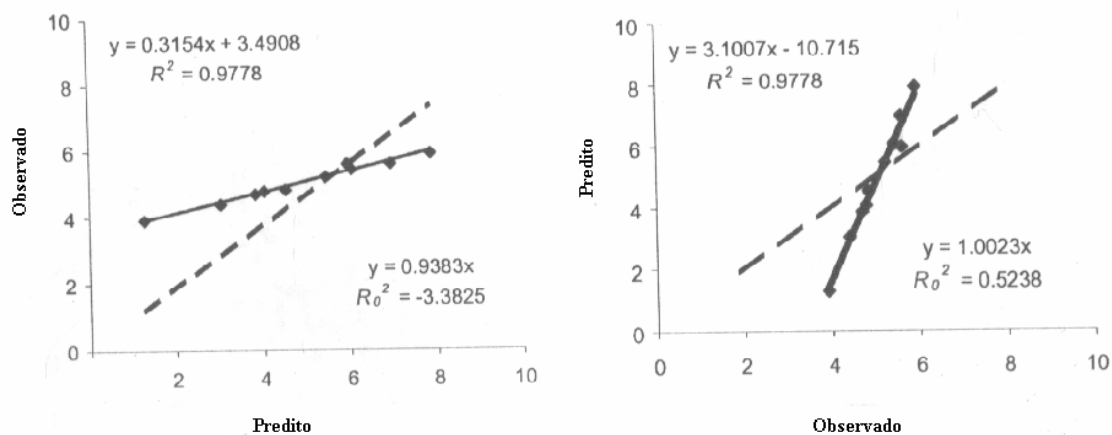 10
y = 0.3154x + 3.4908
R² = 0.9778
8
6
4
2
0
2
4
6
8
10
Observado
Predito
y = 0.9383x
R₀² = -3.3825
10
y = 3.1007x - 10.715
R² = 0.9778
8
6
4
2
0
0
2
4
6
8
10
Predito
Observado
y = 1.0023x
R₀² = 0.5238